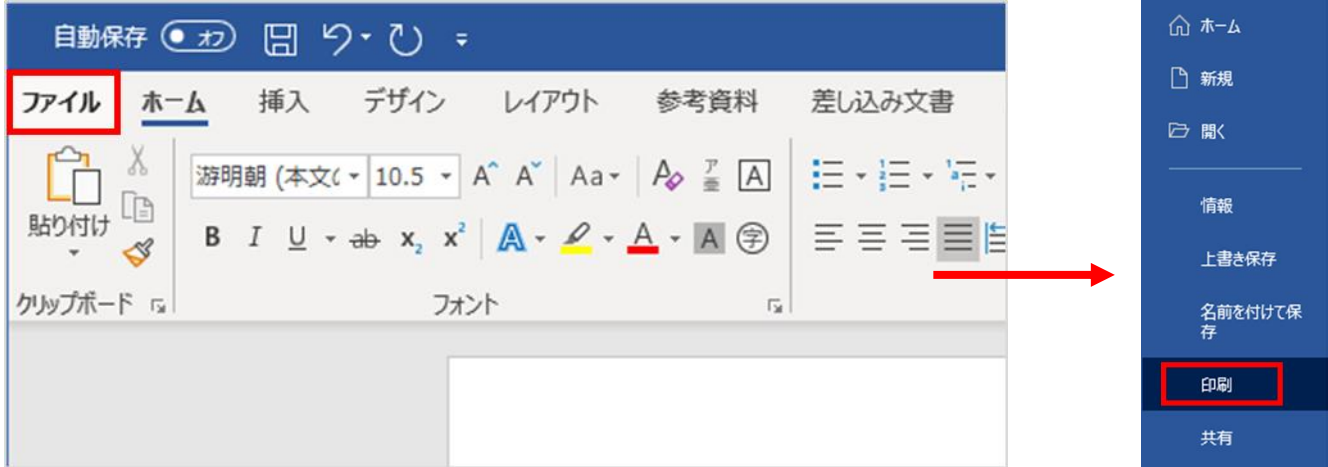 自動保存 オフ
ファイル ホーム 挿入 デザイン レイアウト 参考資料 差し込み文書
游明朝 (本文の 10.5 A A Aa A ア亜 A
貼り付け
B I U ab x₂ x² A A A 字
クリップボード フォント
ホーム
新規
開く
情報
上書き保存
名前を付けて保
存
印刷
共有